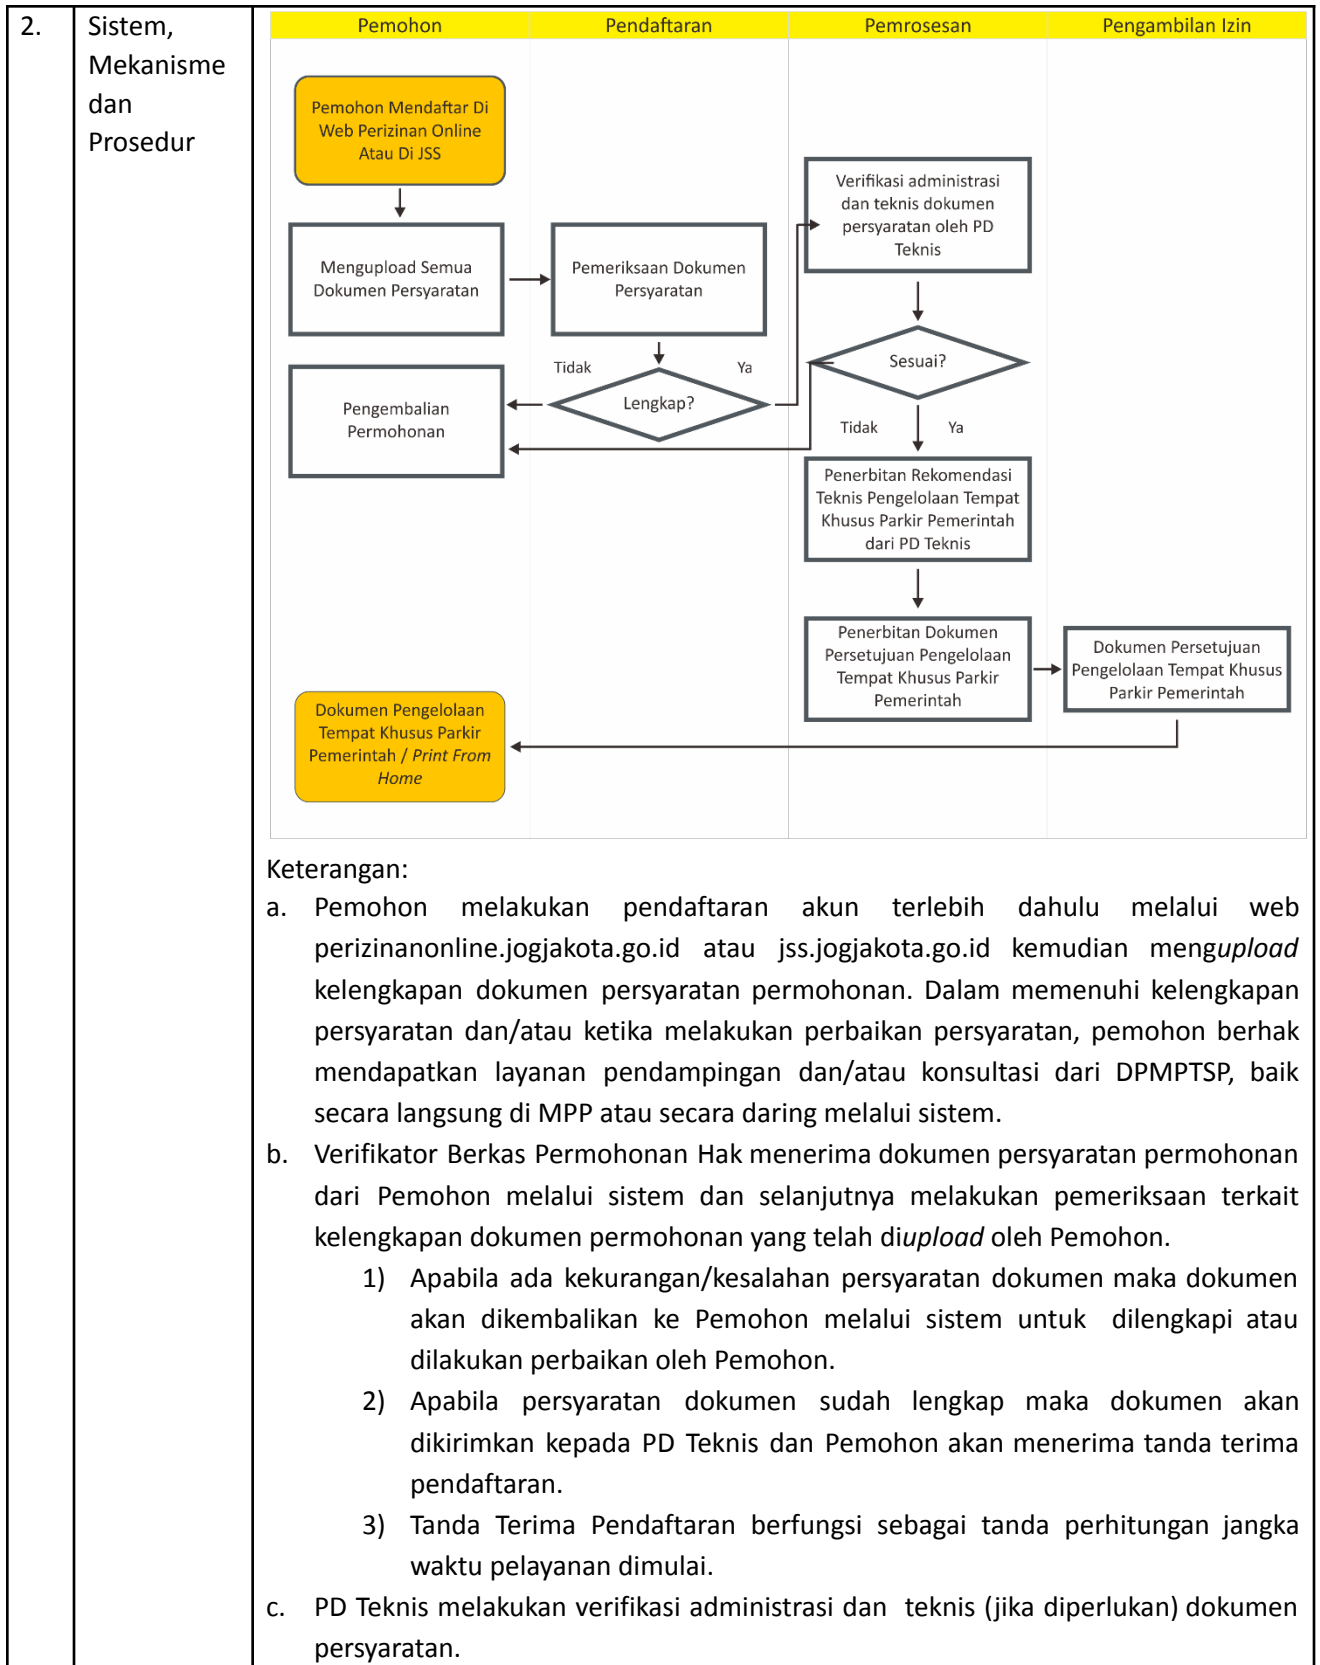 2.
Sistem,
Mekanisme
dan
Prosedur
Pemohon
Pendaftaran
Pemrosesan
Pengambilan Izin
Pemohon Mendaftar Di
Web Perizinan Online
Atau Di JSS
Mengupload Semua
Dokumen Persyaratan
Pemeriksaan Dokumen
Persyaratan
Verifikasi administrasi
dan teknis dokumen
persyaratan oleh PD
Teknis
Tidak
Ya
Lengkap?
Pengembalian
Permohonan
Sesuai?
Tidak
Ya
Penerbitan Rekomendasi
Teknis Pengelolaan Tempat
Khusus Parkir Pemerintah
dari PD Teknis
Penerbitan Dokumen
Persetujuan Pengelolaan
Tempat Khusus Parkir
Pemerintah
Dokumen Persetujuan
Pengelolaan Tempat Khusus
Parkir Pemerintah
Dokumen Pengelolaan
Tempat Khusus Parkir
Pemerintah / Print From
Home
Keterangan:
a. Pemohon melakukan pendaftaran akun terlebih dahulu melalui web
perizinanonline.jogjakota.go.id atau jss.jogjakota.go.id kemudian mengupload
kelengkapan dokumen persyaratan permohonan. Dalam memenuhi kelengkapan
persyaratan dan/atau ketika melakukan perbaikan persyaratan, pemohon berhak
mendapatkan layanan pendampingan dan/atau konsultasi dari DPMPTSP, baik
secara langsung di MPP atau secara daring melalui sistem.
b. Verifikator Berkas Permohonan Hak menerima dokumen persyaratan permohonan
dari Pemohon melalui sistem dan selanjutnya melakukan pemeriksaan terkait
kelengkapan dokumen permohonan yang telah diupload oleh Pemohon.
1) Apabila ada kekurangan/kesalahan persyaratan dokumen maka dokumen
akan dikembalikan ke Pemohon melalui sistem untuk dilengkapi atau
dilakukan perbaikan oleh Pemohon.
2) Apabila persyaratan dokumen sudah lengkap maka dokumen akan
dikirimkan kepada PD Teknis dan Pemohon akan menerima tanda terima
pendaftaran.
3) Tanda Terima Pendaftaran berfungsi sebagai tanda perhitungan jangka
waktu pelayanan dimulai.
c. PD Teknis melakukan verifikasi administrasi dan teknis (jika diperlukan) dokumen
persyaratan.